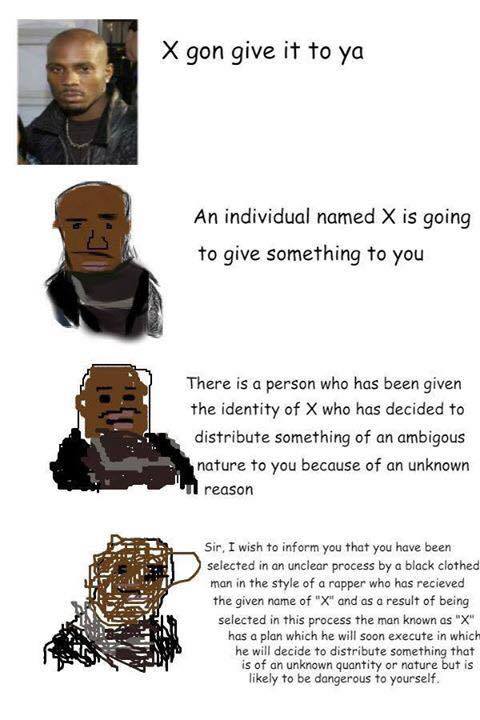 X gon give it to ya
An individual named X is going
to give something to you
There is a person who has been given
the identity of X who has decided to
distribute something of an ambigous
nature to you because of an unknown
reason
Sir, I wish to inform you that you have been
selected in an unclear process by a black clothed
man in the style of a rapper who has recieved
the given name of "X" and as a result of being
selected in this process the man known as "X"
has a plan which he will soon execute in which
he will decide to distribute something that
is of an unknown quantity or nature but is
likely to be dangerous to yourself.